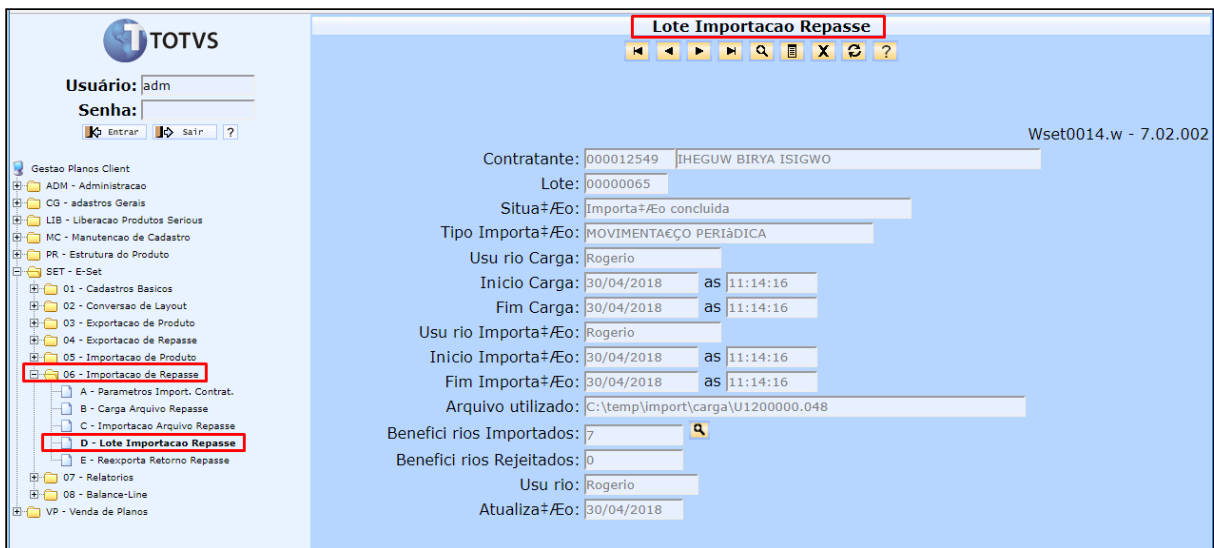 TOTVS
Usuário: adm
Senha:
Entrar Sair ?
Gestao Planos Client
ADM - Administracao
CG - adastros Gerais
LIB - Liberacao Produtos Serious
MC - Manutencao de Cadastro
PR - Estrutura do Produto
SET - E-Set
01 - Cadastros Basicos
02 - Conversao de Layout
03 - Exportacao de Produto
04 - Exportacao de Repasse
05 - Importacao de Produto
06 - Importacao de Repasse
A - Parametros Import. Contrat.
B - Carga Arquivo Repasse
C - Importacao Arquivo Repasse
D - Lote Importacao Repasse
E - Reexporta Retorno Repasse
07 - Relatorios
08 - Balance-Line
VP - Venda de Planos
Lote Importacao Repasse
X ?
Wset0014.w - 7.02.002
Contratante: 000012549 IHEGUW BIRYA ISIGWO
Lote: 00000065
Situa‡Æo: Importa‡Æo concluida
Tipo Importa‡Æo: MOVIMENTA€ÇO PERIàDICA
Usu rio Carga: Rogerio
Inicio Carga: 30/04/2018 as 11:14:16
Fim Carga: 30/04/2018 as 11:14:16
Usu rio Importa‡Æo: Rogerio
Inicio Importa‡Æo: 30/04/2018 as 11:14:16
Fim Importa‡Æo: 30/04/2018 as 11:14:16
Arquivo utilizado: C:\temp\import\carga\U1200000.048
Benefici rios Importados: 7
Benefici rios Rejeitados: 0
Usu rio: Rogerio
Atualiza‡Æo: 30/04/2018